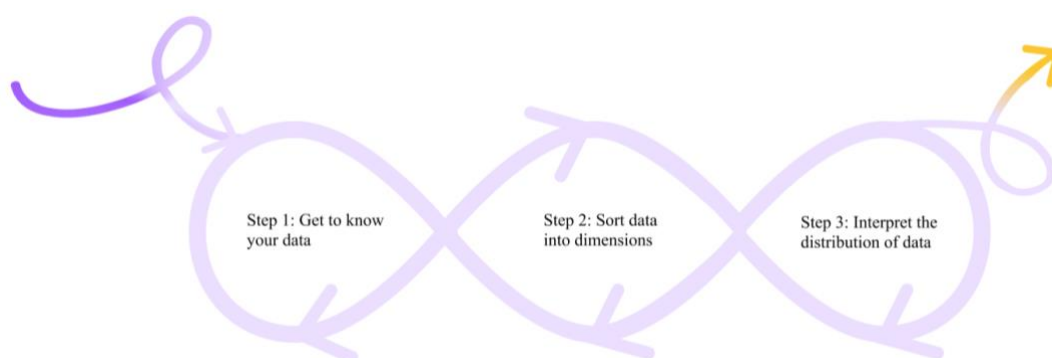 Step 1: Get to know
your data
Step 2: Sort data
into dimensions
Step 3: Interpret the
distribution of data